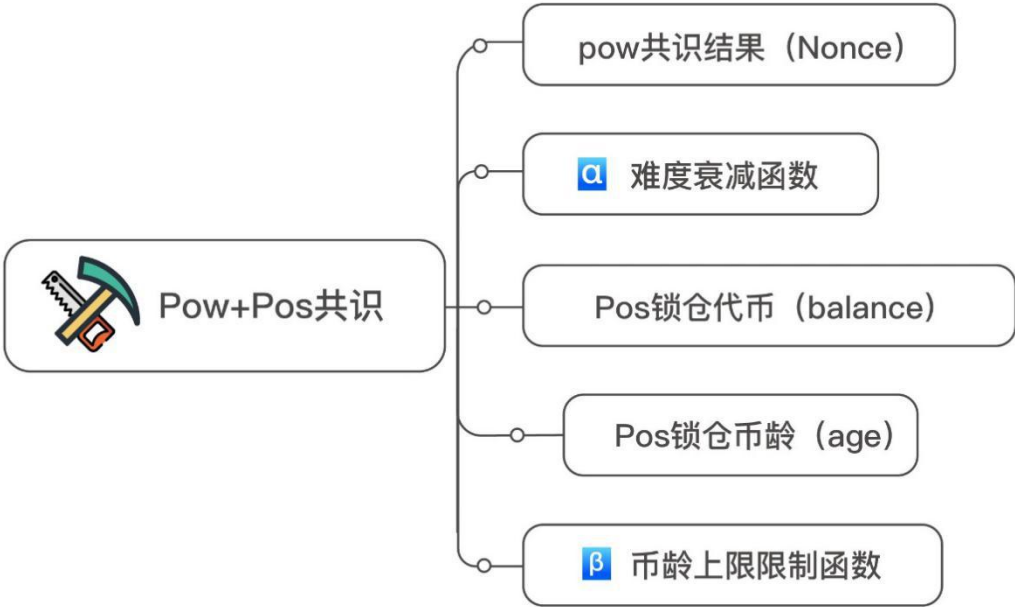 pow共识结果（Nonce）
α 难度衰减函数
Pow+Pos共识
Pos锁仓代币（balance）
Pos锁仓币龄（age）
β 币龄上限限制函数